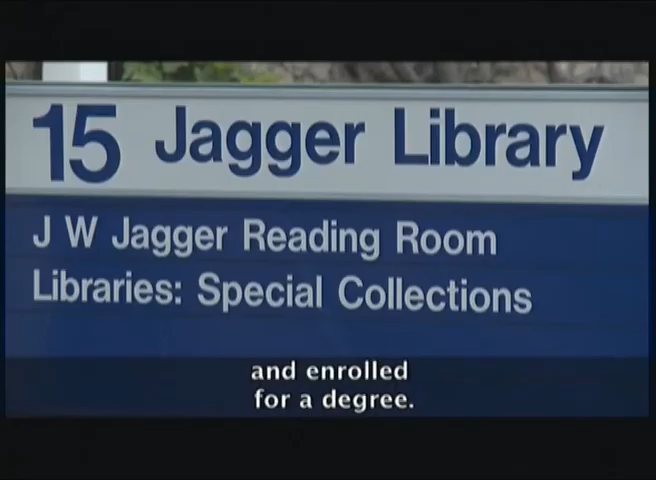 15 Jagger Library
J W Jagger Reading Room
Libraries: Special Collections
and enrolled
for a degree.